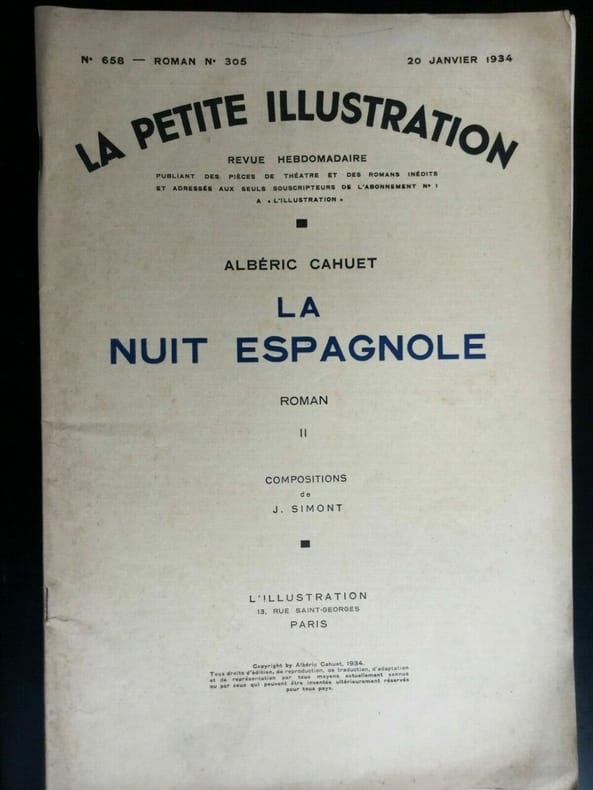 N° 658 — ROMAN N° 305
20 JANVIER 1934
LA PETITE ILLUSTRATION
REVUE HEBDOMADAIRE
PUBLIANT DES PIÈCES DE THÉATRE ET DES ROMANS INÉDITS
ET ADRESSÉE AUX SEULS SOUSCRIPTEURS DE L'ABONNEMENT N° 1
A « L'ILLUSTRATION »
ALBÉRIC CAHUET
LA
NUIT ESPAGNOLE
ROMAN
II
COMPOSITIONS
de
J. SIMONT
L'ILLUSTRATION
13, RUE SAINT-GEORGES
PARIS
Copyright by Albéric Cahuet, 1934.
Tous droits d'édition, de reproduction, de traduction, d'adaptation
et de représentation par tous moyens actuellement connus
ou par ceux qui peuvent être inventés ultérieurement réservés
pour tous pays.